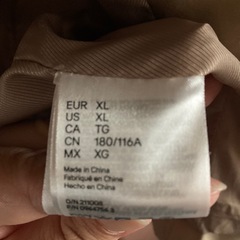 EUR XL
US XL
CA TG
CN 180/116A
MX XG
Made in China
Fabriqué en Chine
Hecho en China
O/N 211008